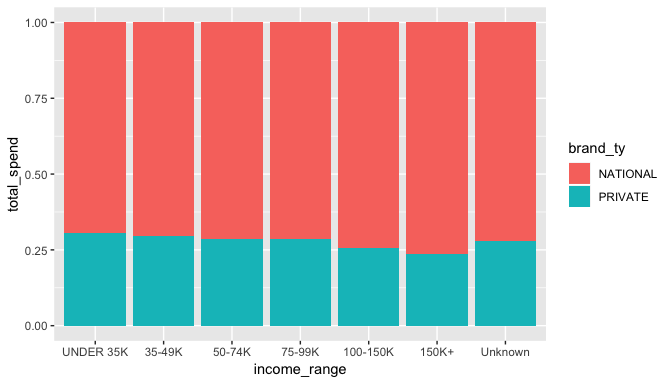 1.00
0.75
0.50
0.25
0.00
total_spend
UNDER 35K 35-49K 50-74K 75-99K 100-150K 150K+ Unknown
income_range
brand_ty
NATIONAL
PRIVATE